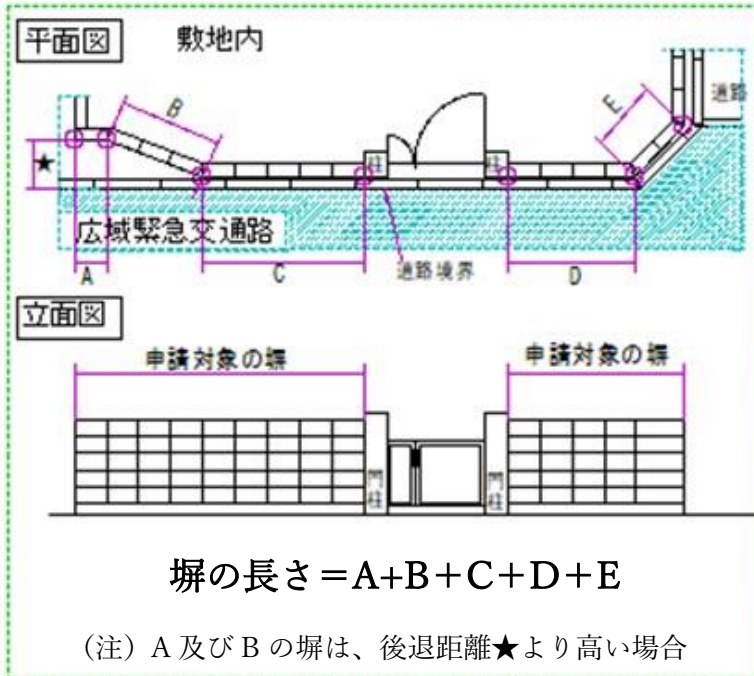 平面図 敷地内
B
E
通路
柱 柱
★
広域緊急交通路
A
C
道路境界
D
立面図
申請対象の塀 申請対象の塀
門柱 門柱
塀の長さ＝A+B＋C＋D＋E
（注）A 及び B の塀は、後退距離★より高い場合